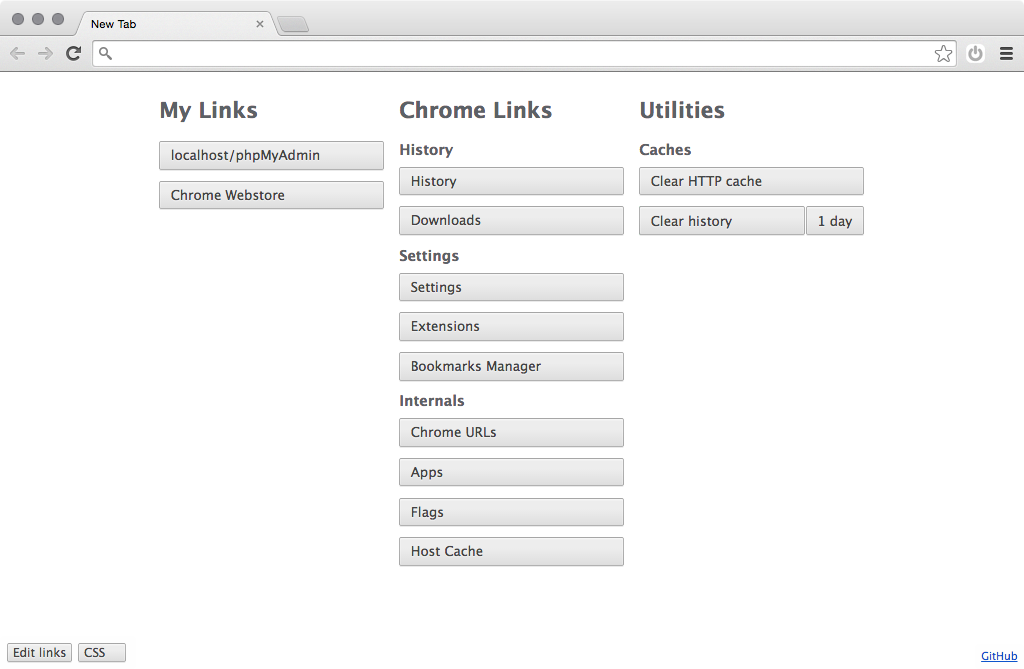 New Tab
My Links
localhost/phpMyAdmin
Chrome Webstore
Chrome Links
History
History
Downloads
Settings
Settings
Extensions
Bookmarks Manager
Internals
Chrome URLs
Apps
Flags
Host Cache
Utilities
Caches
Clear HTTP cache
Clear history 1 day
Edit links CSS
GitHub